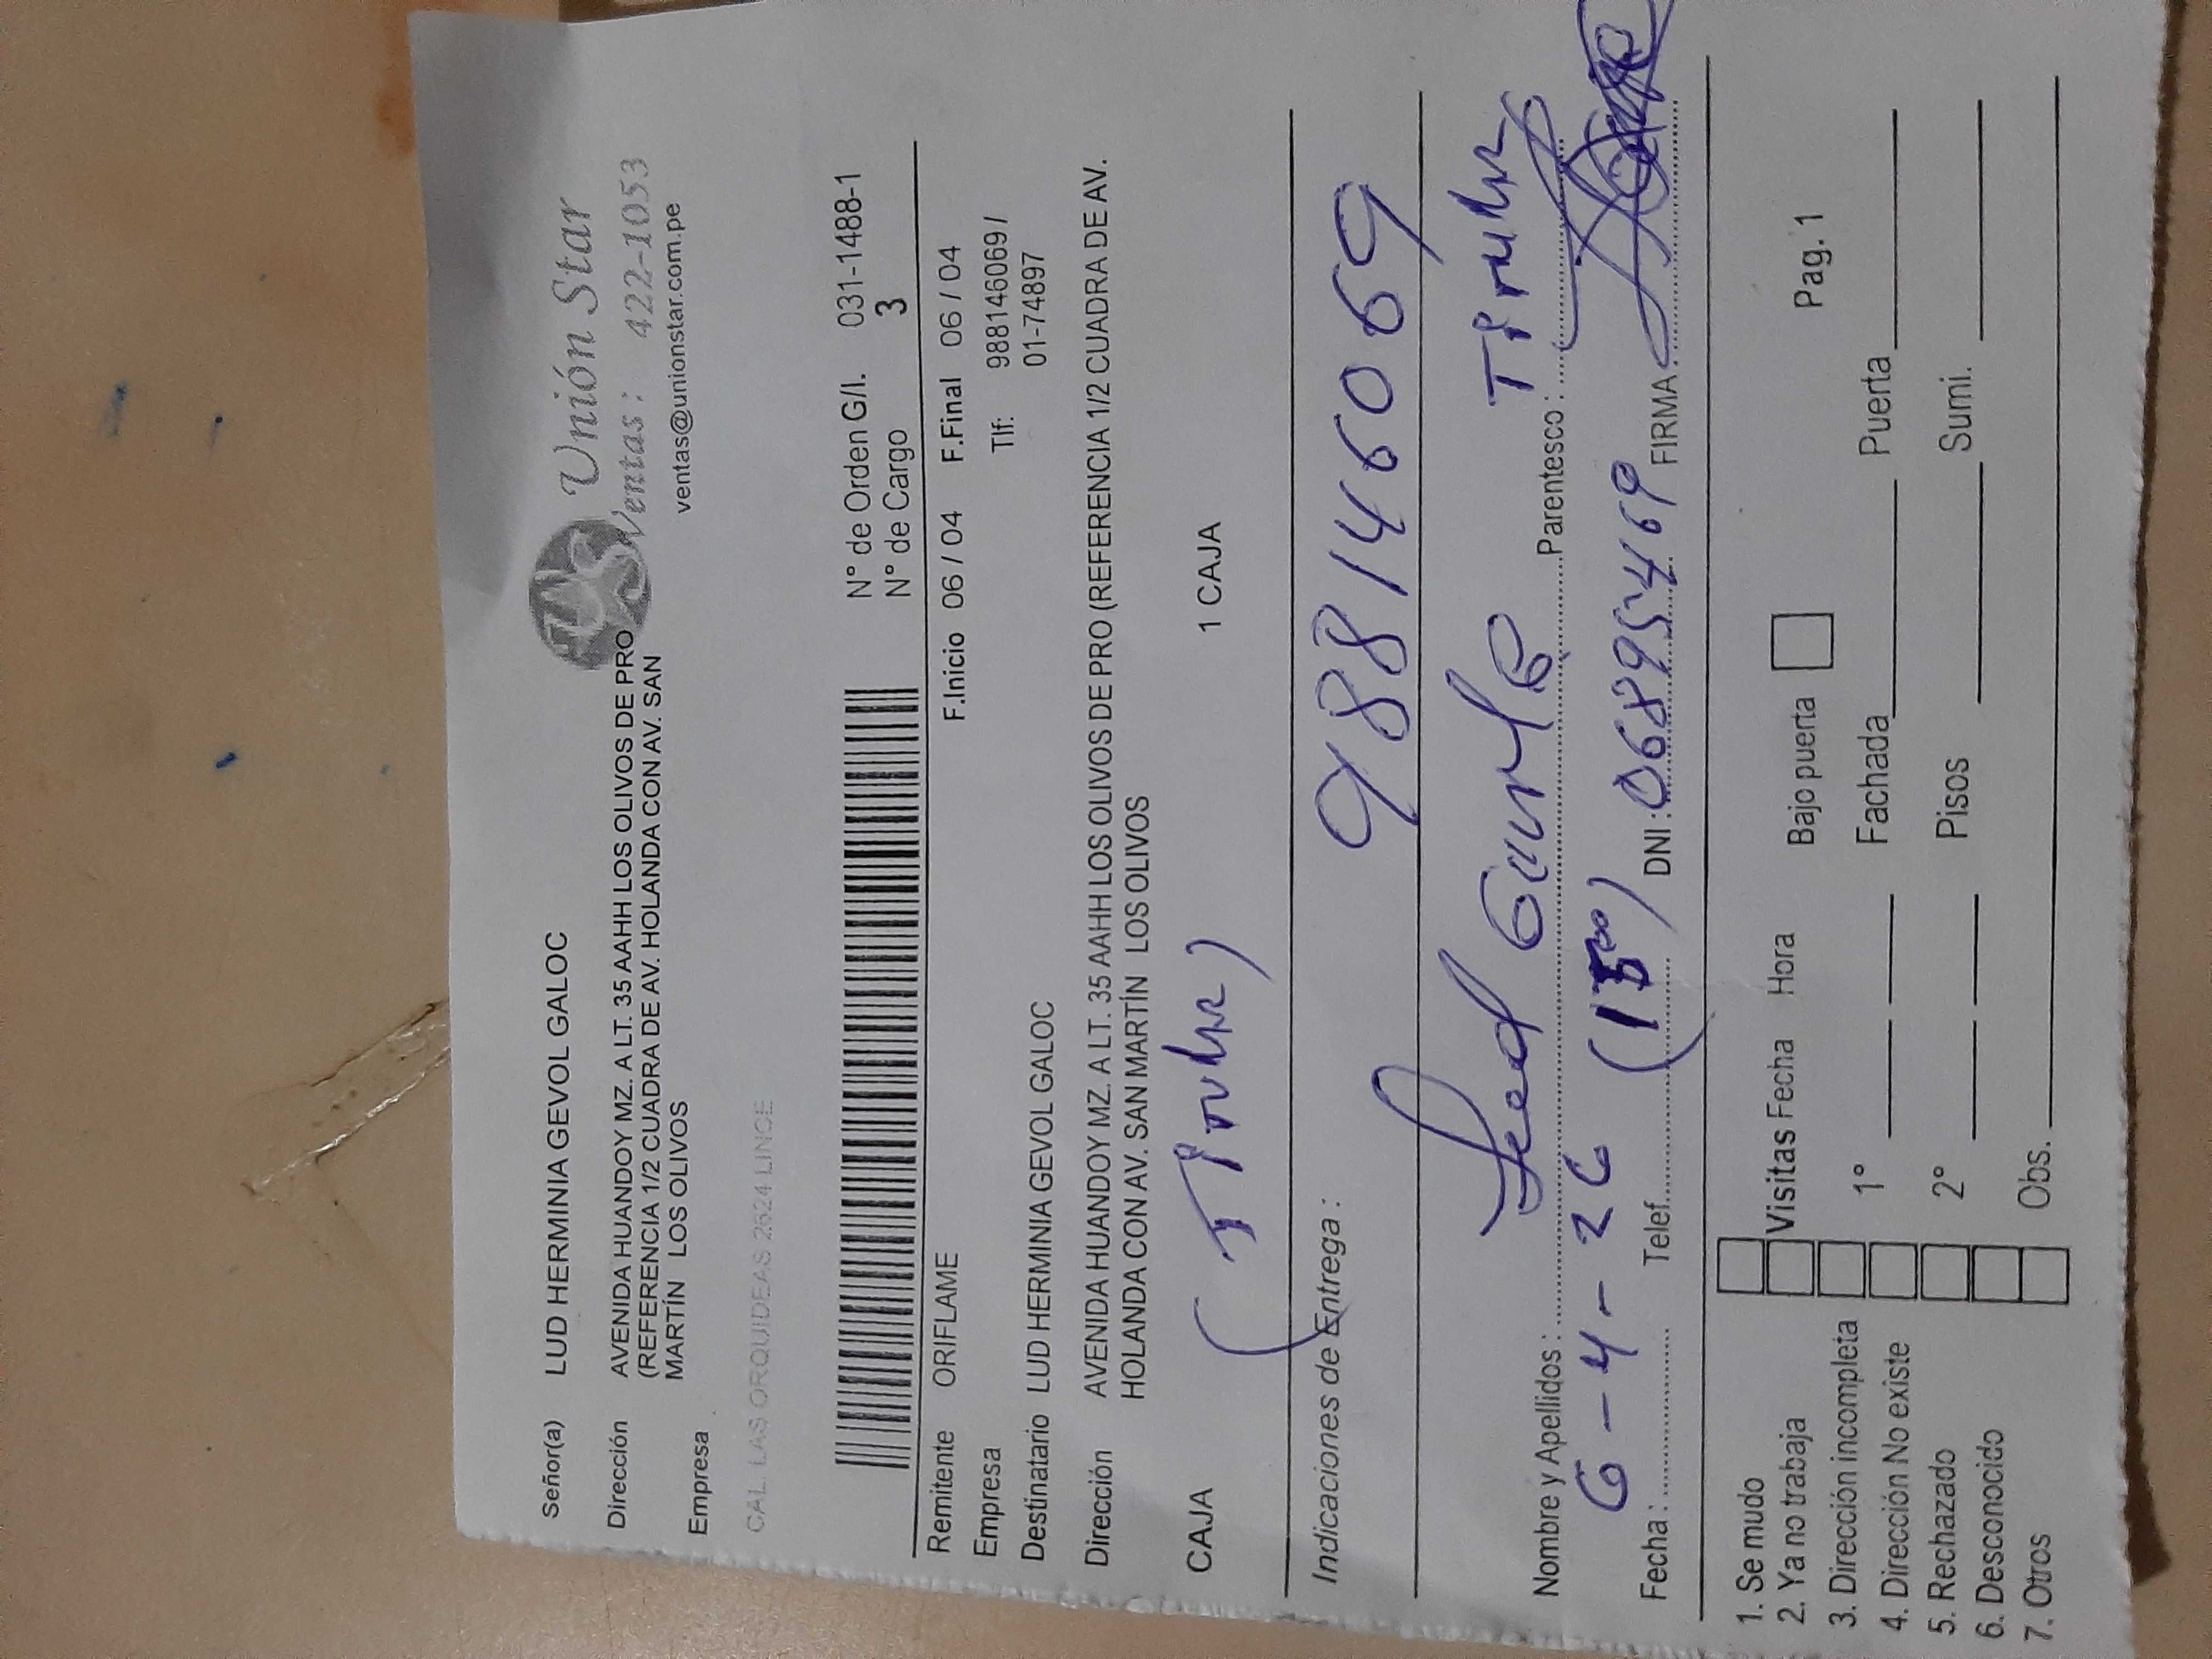 Unión Star
Ventas: 422-1053
ventas@unionstar.com.pe
Señor(a) LUD HERMINIA GEVOL GALOC
Dirección AVENIDA HUANDOY MZ. A LT. 35 AAHH LOS OLIVOS DE PRO
(REFERENCIA 1/2 CUADRA DE AV. HOLANDA CON AV. SAN
MARTÍN LOS OLIVOS
Empresa
CAL. LAS ORQUIDEAS 2624 LINCE
N° de Orden G/I. 031-1488-1
N° de Cargo 3
Remitente ORIFLAME F.Inicio 06 / 04 F.Final 06 / 04
Empresa Tlf: 988146069 /
01-74897
Destinatario LUD HERMINIA GEVOL GALOC
Dirección AVENIDA HUANDOY MZ. A LT. 35 AAHH LOS OLIVOS DE PRO (REFERENCIA 1/2 CUADRA DE AV.
HOLANDA CON AV. SAN MARTÍN LOS OLIVOS
CAJA 1 CAJA
Indicaciones de Entrega :
988146069
Nombre y Apellidos : Parentesco :
Fecha : 6-4-26 Telef. DNI : 06895469 FIRMA
1. Se mudo
2. Ya no trabaja
3. Dirección incompleta
4. Dirección No existe
5. Rechazado
6. Desconocido
7. Otros
Visitas Fecha Hora Bajo puerta Pag. 1
1° Fachada Puerta
2° Pisos Sumi.
Obs.